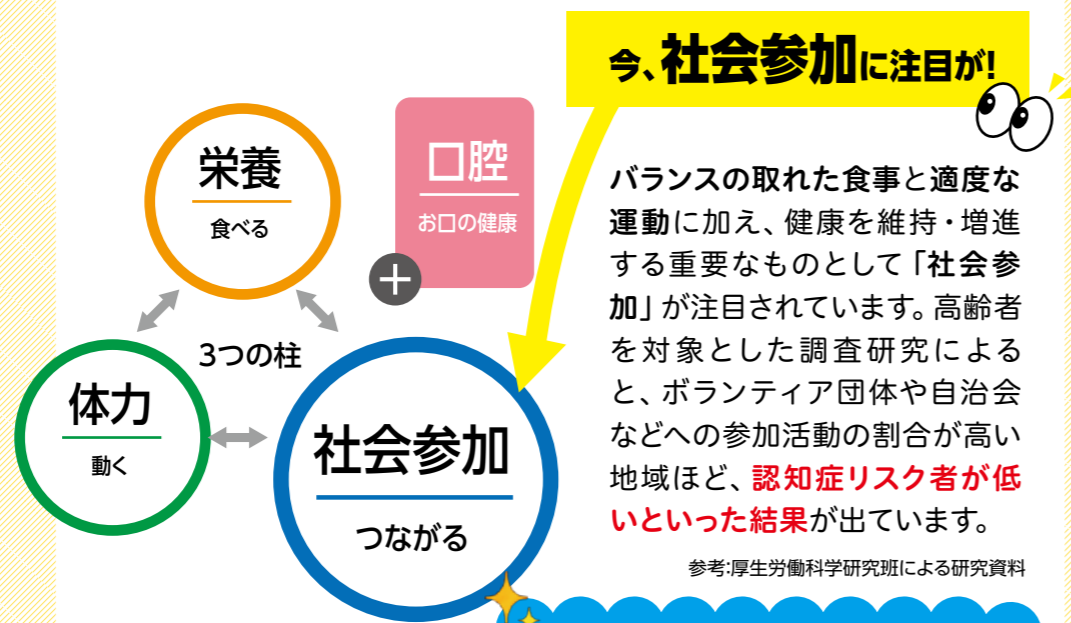 今、社会参加に注目が!
栄養
食べる
口腔
お口の健康
+
3つの柱
体力
動く
社会参加
つながる
バランスの取れた食事と適度な
運動に加え、健康を維持・増進
する重要なものとして「社会参
加」が注目されています。高齢者
を対象とした調査研究による
と、ボランティア団体や自治会
などへの参加活動の割合が高い
地域ほど、認知症リスク者が低
いといった結果が出ています。
参考:厚生労働科学研究班による研究資料